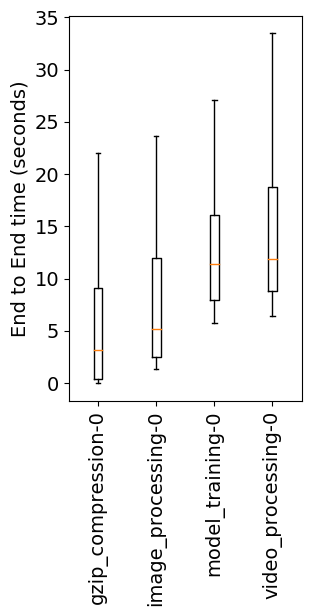 End to End time (seconds)
35
30
25
20
15
10
5
0
gzip_compression-0
image_processing-0
model_training-0
video_processing-0